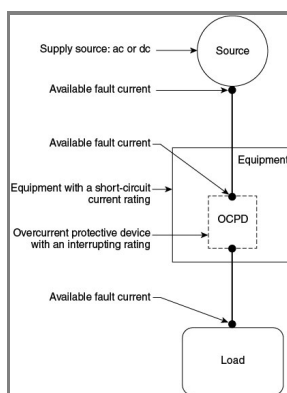 Supply source: ac or dc
Source
Available fault current
Available fault current
Equipment
Equipment with a short-circuit
current rating
OCPD
Overcurrent protective device
with an interrupting rating
Available fault current
Load